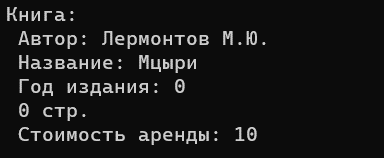 Книга:
Автор: Лермонтов М.Ю.
Название: Мцыри
Год издания: 0
0 стр.
Стоимость аренды: 10